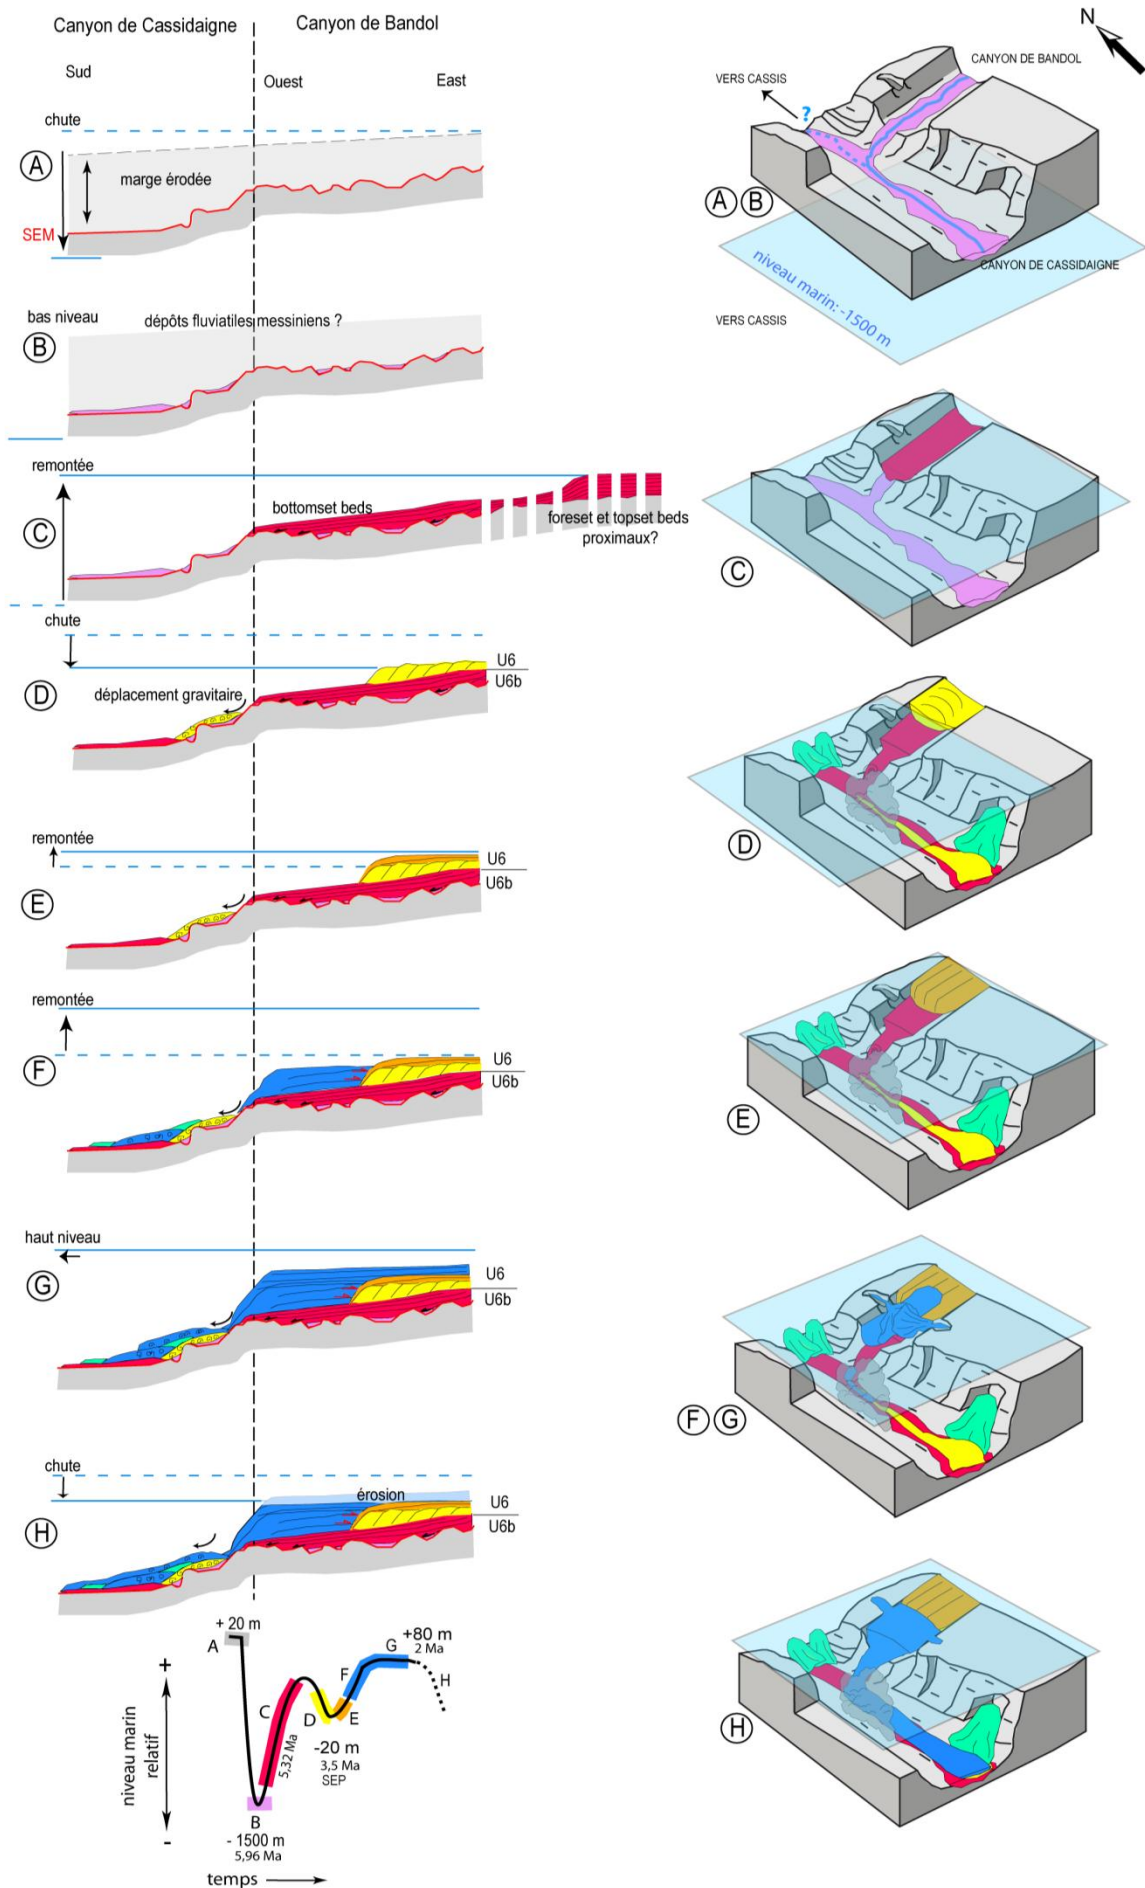 Canyon de Cassidaigne
Canyon de Bandol
Sud
Ouest
East
chute
A
marge érodée
SEM
bas niveau
dépôts fluviatiles messiniens ?
B
remontée
bottomset beds
C
foreset et topset beds
proximaux?
chute
U6
U6b
D
déplacement gravitaire
remontée
U6
U6b
E
remontée
U6
U6b
F
haut niveau
U6
U6b
G
chute
érosion
U6
U6b
H
+ 20 m
A
+80 m
2 Ma
G
+
F
H
C
D
E
niveau marin
relatif
5,32 Ma
-20 m
3,5 Ma
SEP
B
-
- 1500 m
5,96 Ma
temps
N
CANYON DE BANDOL
VERS CASSIS
?
A B
CANYON DE CASSIDAIGNE
niveau marin: -1500 m
VERS CASSIS
C
D
E
F G
H